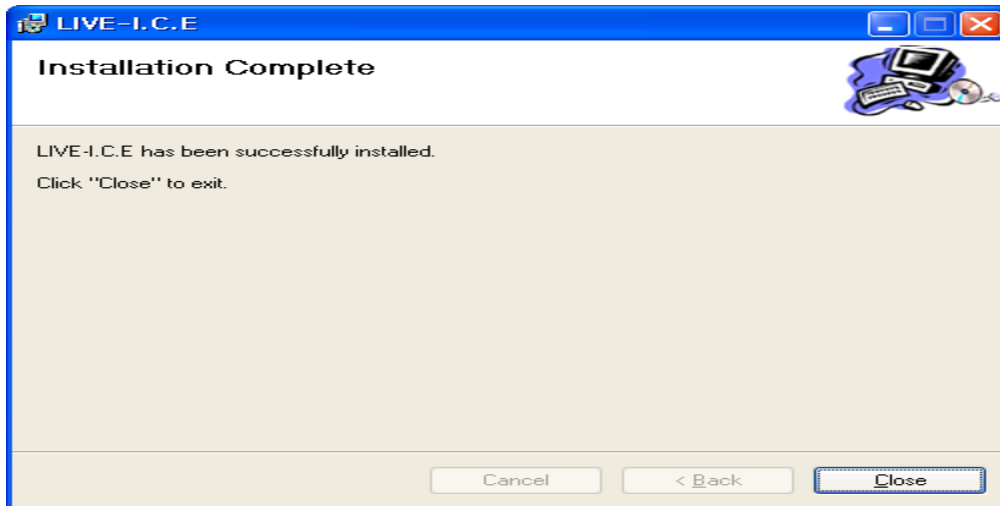 LIVE-I.C.E
Installation Complete
LIVE-I.C.E has been successfully installed.
Click "Close" to exit.
Cancel
< Back
Close